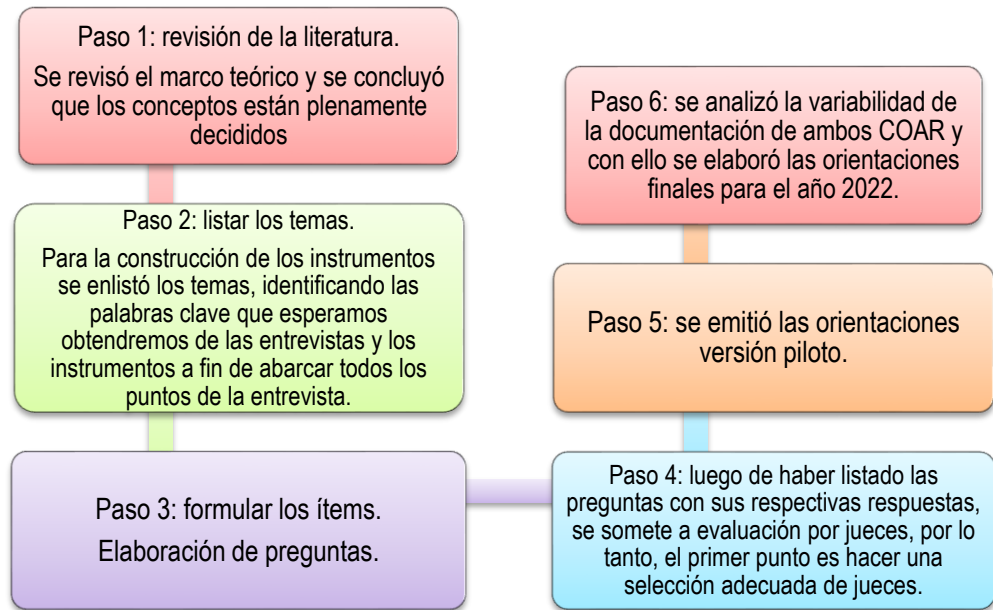 Paso 1: revisión de la literatura.
Se revisó el marco teórico y se concluyó
que los conceptos están plenamente
decididos
Paso 2: listar los temas.
Para la construcción de los instrumentos
se enlistó los temas, identificando las
palabras clave que esperamos
obtendremos de las entrevistas y los
instrumentos a fin de abarcar todos los
puntos de la entrevista.
Paso 3: formular los ítems.
Elaboración de preguntas.
Paso 4: luego de haber listado las
preguntas con sus respectivas respuestas,
se somete a evaluación por jueces, por lo
tanto, el primer punto es hacer una
selección adecuada de jueces.
Paso 5: se emitió las orientaciones
versión piloto.
Paso 6: se analizó la variabilidad de
la documentación de ambos COAR y
con ello se elaboró las orientaciones
finales para el año 2022.